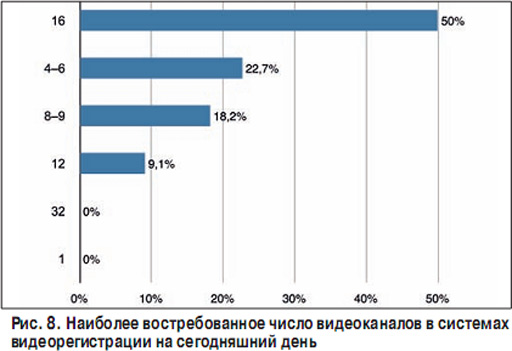 16 50%
4–6 22,7%
8–9 18,2%
12 9,1%
32 0%
1 0%
0% 10% 20% 30% 40% 50%
Рис. 8. Наиболее востребованное число видеоканалов в системах
видеорегистрации на сегодняшний день